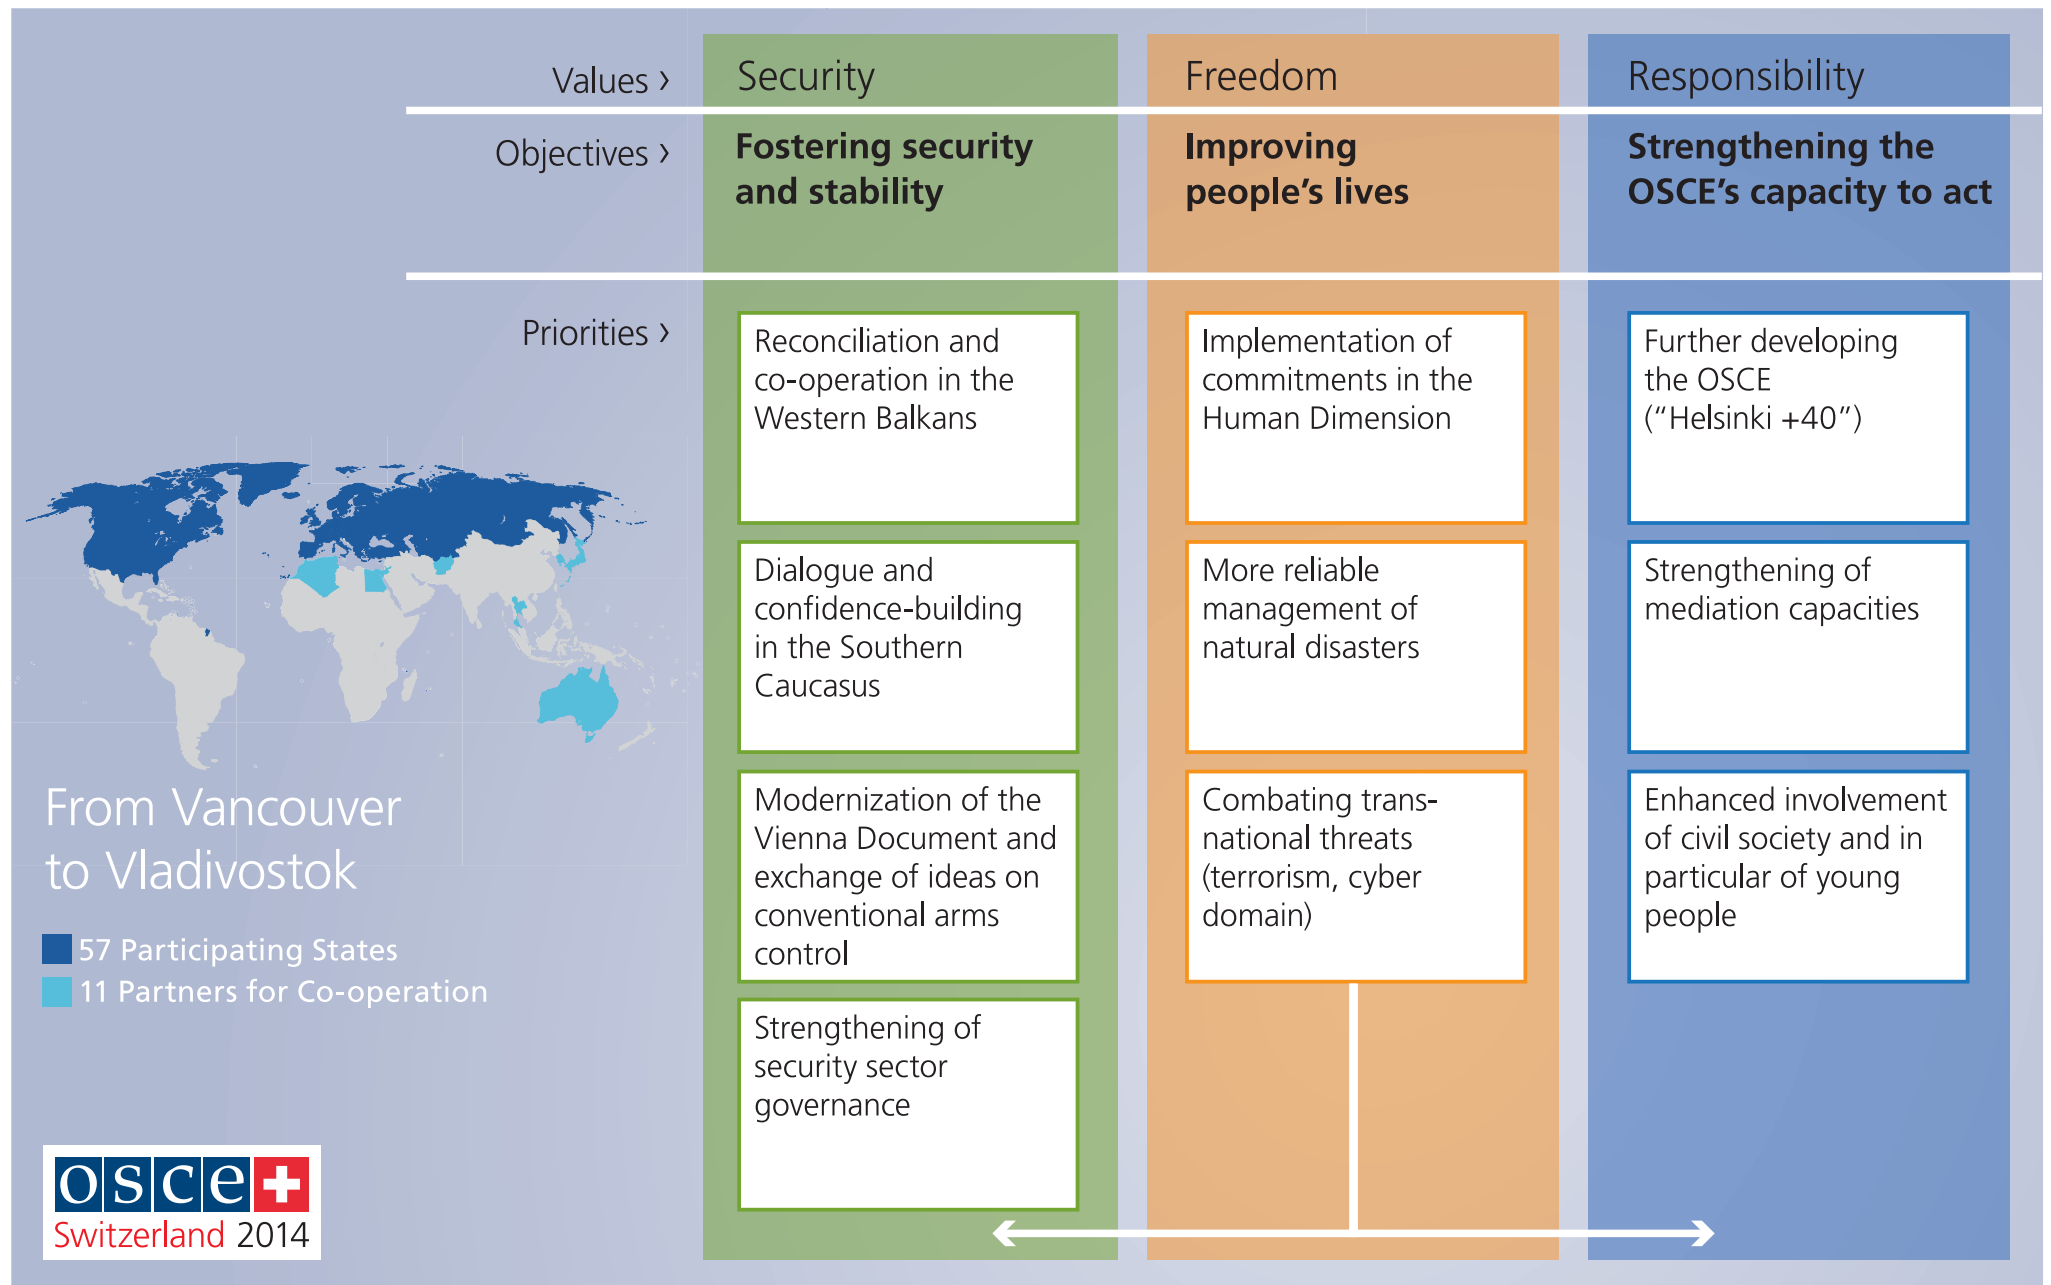 Values ›
Security
Freedom
Responsibility
Objectives ›
Fostering security
and stability
Improving
people’s lives
Strengthening the
OSCE’s capacity to act
Priorities ›
Reconciliation and
co-operation in the
Western Balkans
Dialogue and
confidence-building
in the Southern
Caucasus
Modernization of the
Vienna Document and
exchange of ideas on
conventional arms
control
Strengthening of
security sector
governance
Implementation of
commitments in the
Human Dimension
More reliable
management of
natural disasters
Combating trans-
national threats
(terrorism, cyber
domain)
Further developing
the OSCE
(“Helsinki +40”)
Strengthening of
mediation capacities
Enhanced involvement
of civil society and in
particular of young
people
From Vancouver
to Vladivostok
57 Participating States
11 Partners for Co-operation
osce
Switzerland 2014